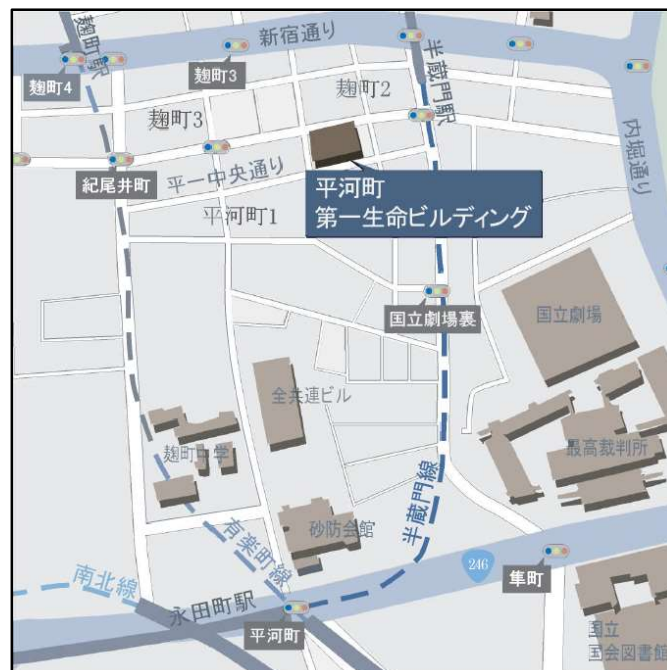 新宿通り
麹町駅
麹町4
麹町3
麹町2
半蔵門駅
麹町3
内堀通り
紀尾井町
平一中央通り
平河町
第一生命ビルディング
平河町1
国立劇場裏
国立劇場
全共連ビル
麹町中学
最高裁判所
半蔵門線
砂防会館
有楽町線
246
隼町
南北線
永田町駅
平河町
国立
国会図書館